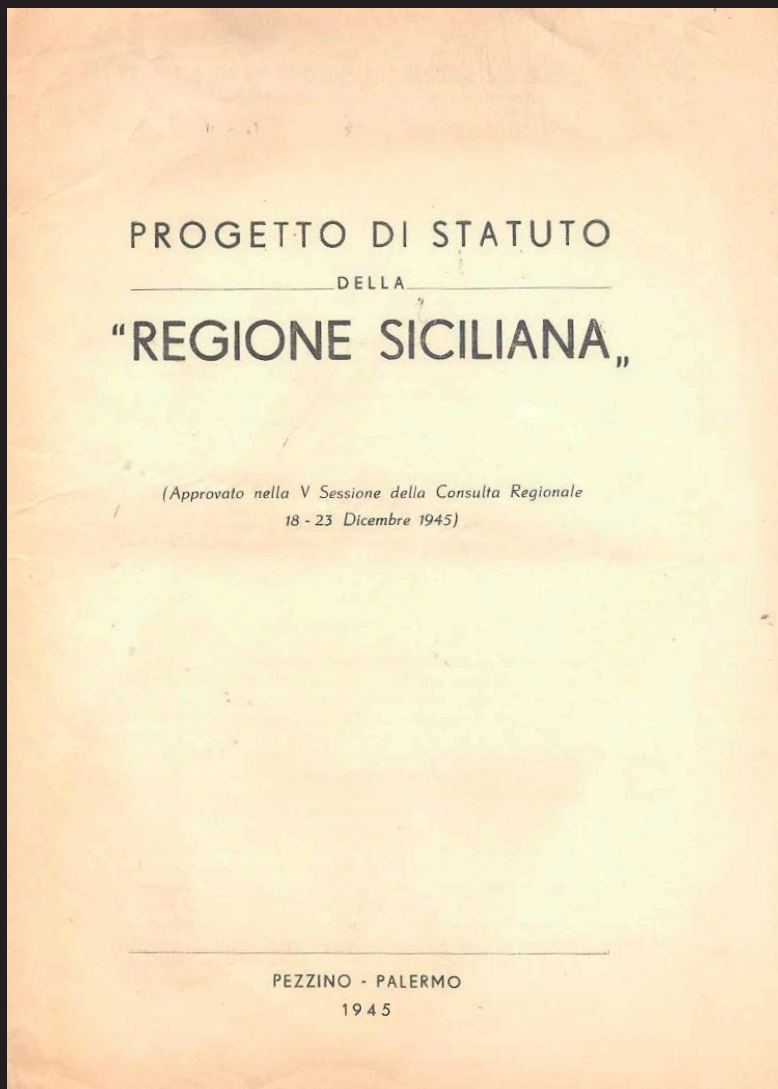 PROGETTO DI STATUTO
DELLA
“REGIONE SICILIANA„
(Approvato nella V Sessione della Consulta Regionale
18 - 23 Dicembre 1945)
PEZZINO - PALERMO
1945